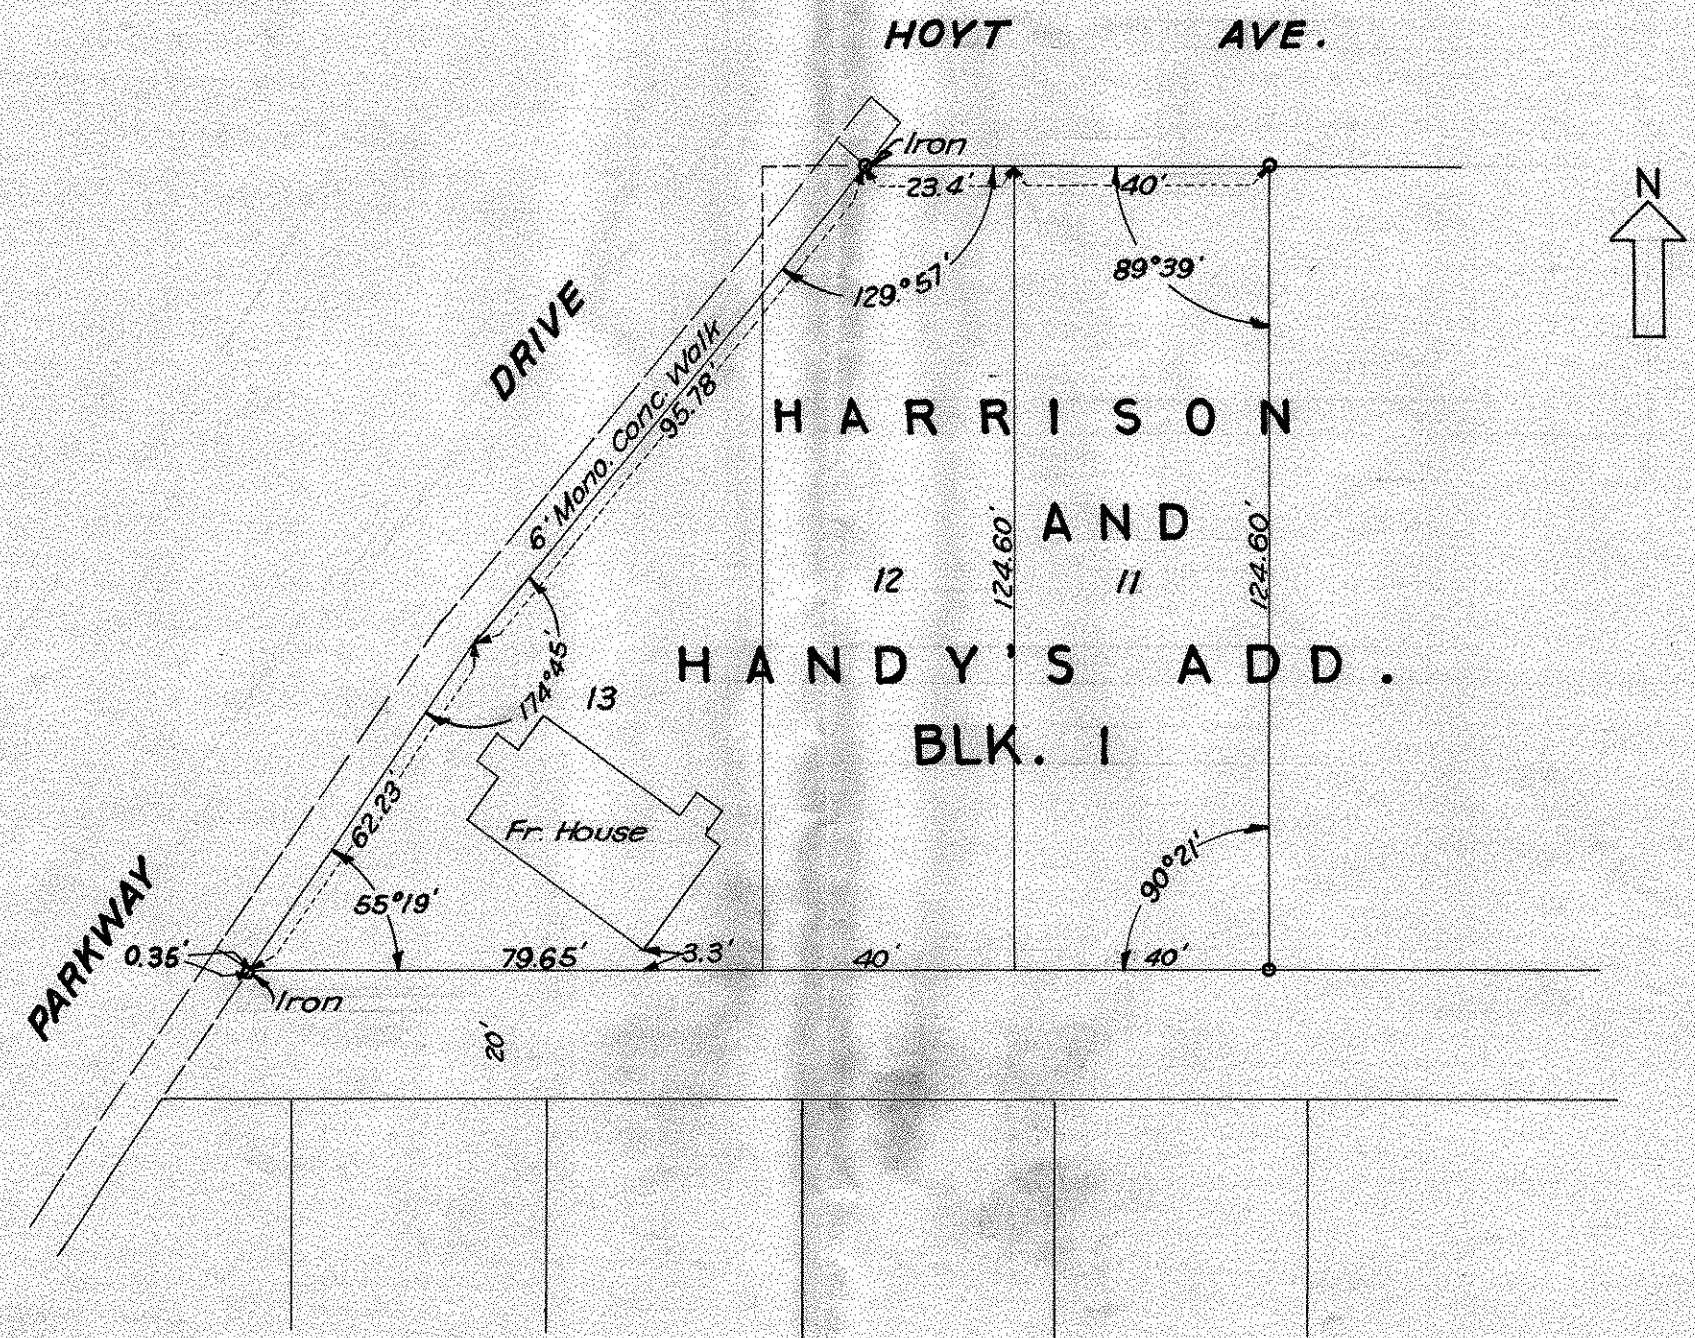 HOYT AVE.
Iron
23.4'
40'
N
129°57'
89°39'
DRIVE
6' Mono. Conc. Walk
95.78'
HARRISON
AND
12
124.60'
11
124.60'
HANDY'S ADD.
174°45'
13
BLK. 1
62.23'
Fr. House
55°19'
90°21'
PARKWAY
0.35'
79.65'
3.3'
40'
40'
Iron
20'